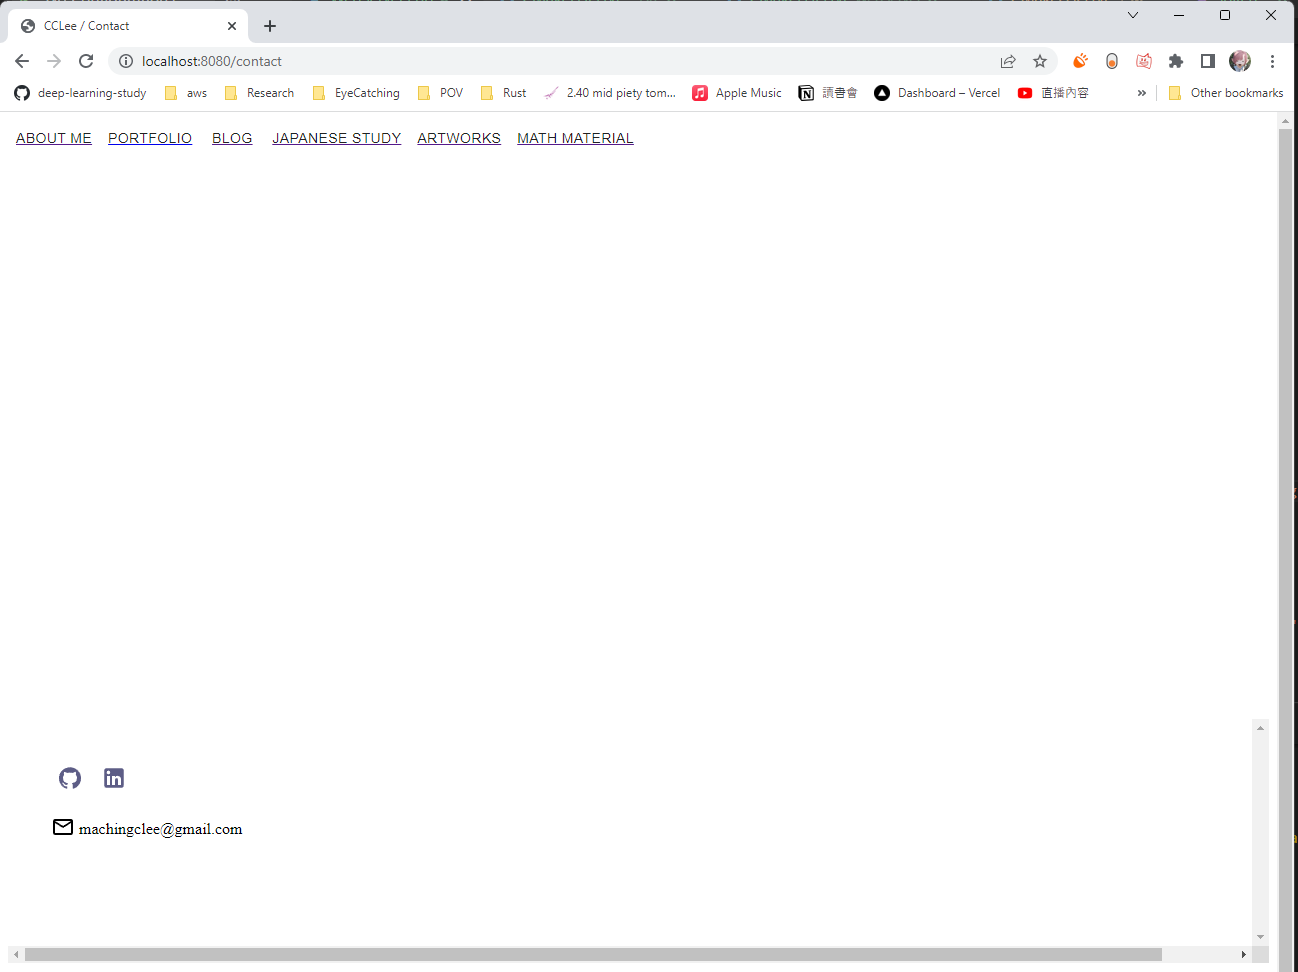 CCLee / Contact
localhost:8080/contact
deep-learning-study aws Research EyeCatching POV Rust 2.40 mid piety tom... Apple Music Dashboard – Vercel 直播內容 » Other bookmarks
讀書會
ABOUT ME PORTFOLIO BLOG JAPANESE STUDY ARTWORKS MATH MATERIAL
in
machingclee@gmail.com